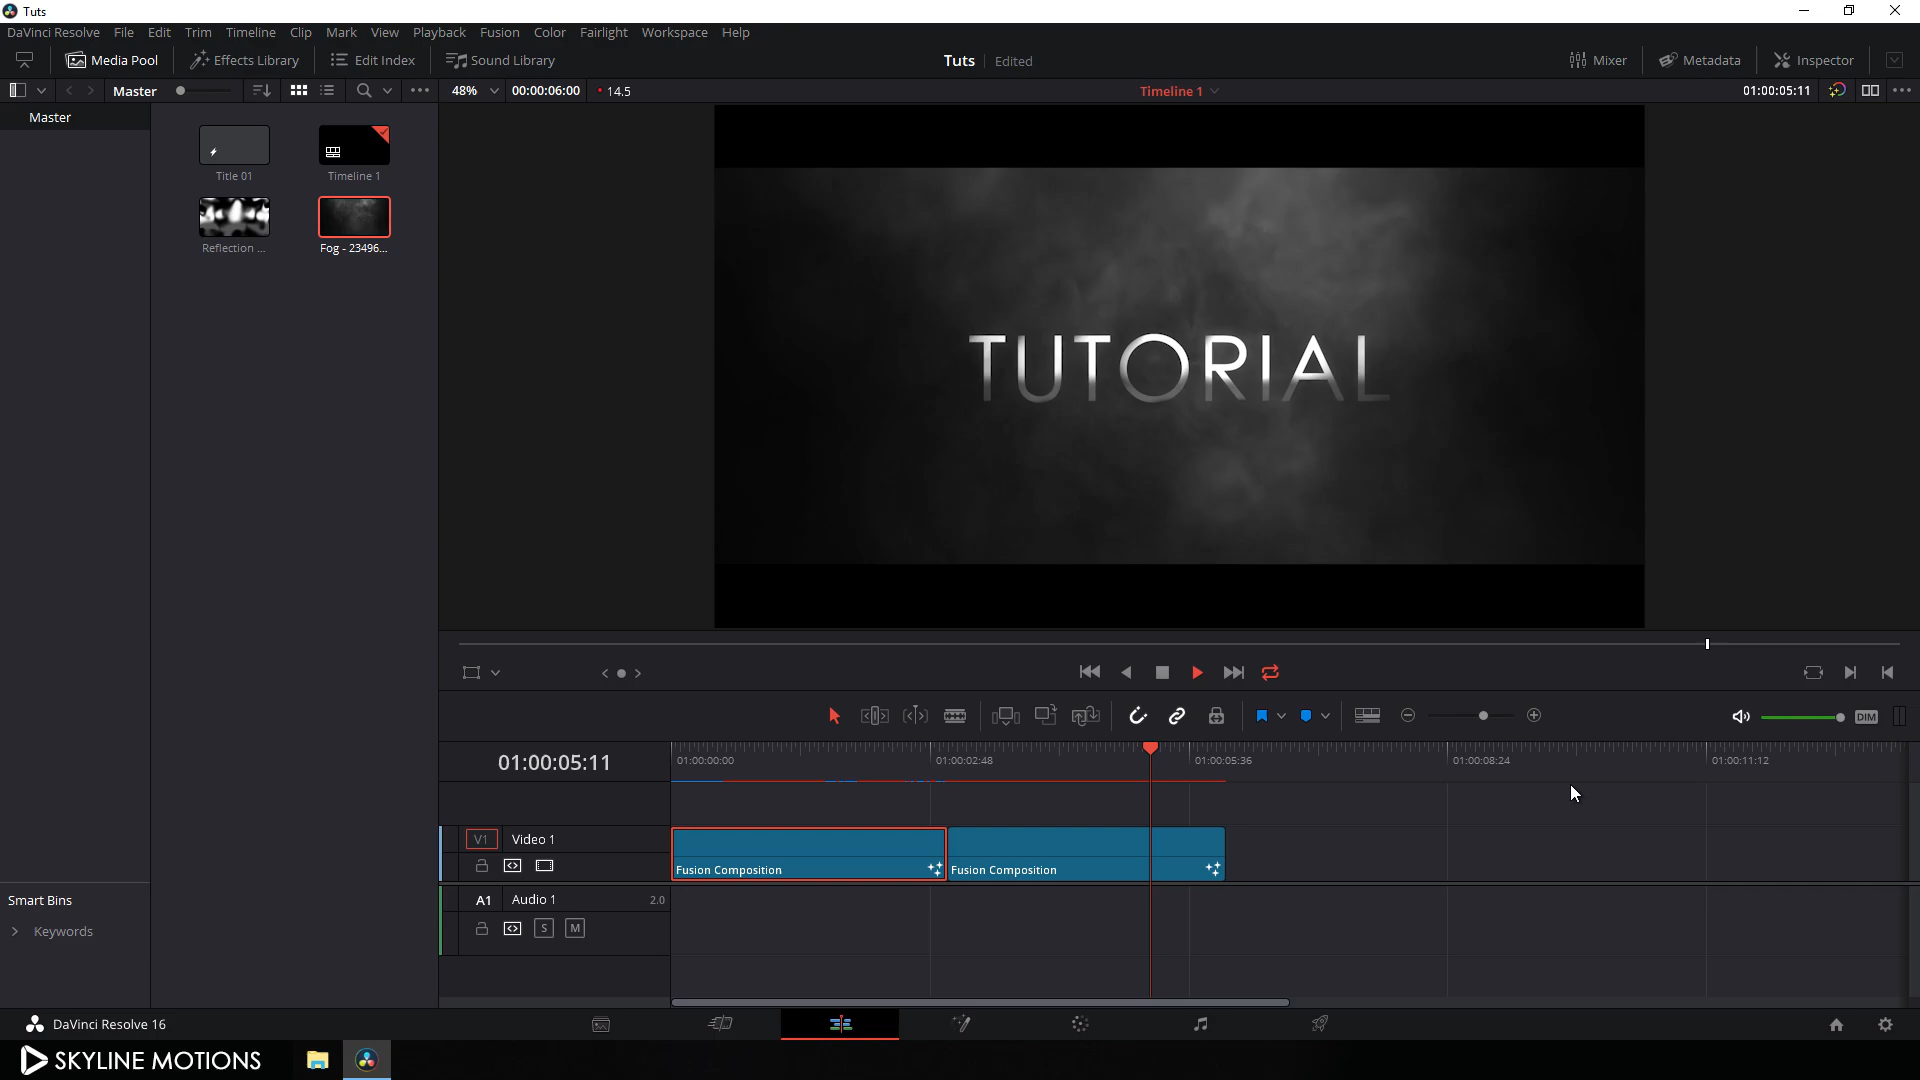 Tuts
DaVinci Resolve File Edit Trim Timeline Clip Mark View Playback Fusion Color Fairlight Workspace Help
Media Pool Effects Library Edit Index Sound Library Tuts Edited Mixer Metadata Inspector
Master 48% 00:00:06:00 14.5 Timeline 1 01:00:05:11
Master
Title 01 Timeline 1
Reflection ... Fog - 23496...
TUTORIAL
DIM
01:00:05:11 01:00:00:00 01:00:02:48 01:00:05:36 01:00:08:24 01:00:11:12
V1 Video 1
Fusion Composition Fusion Composition
Smart Bins A1 Audio 1 2.0
Keywords S M
DaVinci Resolve 16
SKYLINE MOTIONS